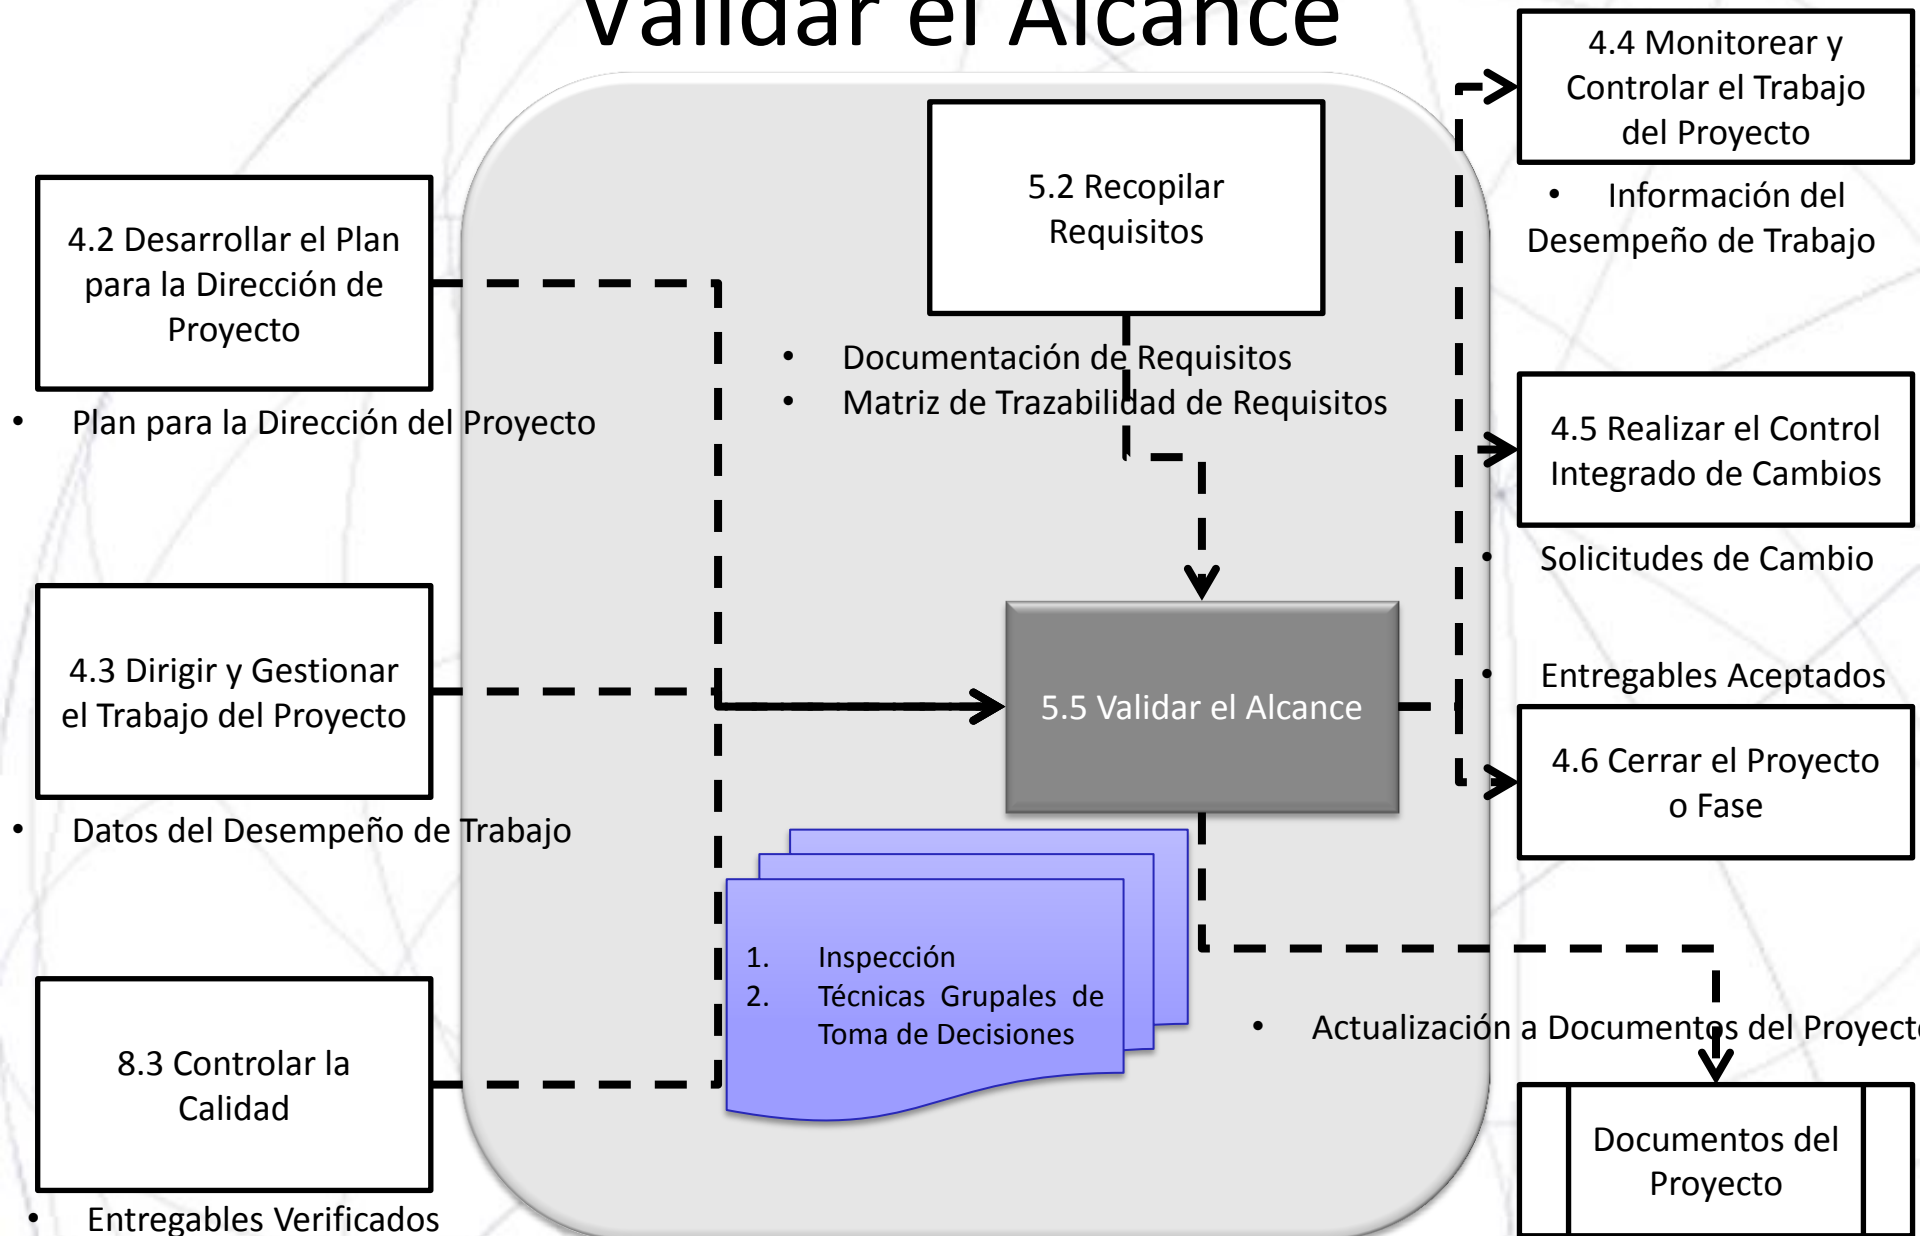 Validar el Alcance
4.4 Monitorear y
Controlar el Trabajo
del Proyecto
• Información del
Desempeño de Trabajo
5.2 Recopilar
Requisitos
• Documentación de Requisitos
• Matriz de Trazabilidad de Requisitos
4.2 Desarrollar el Plan
para la Dirección de
Proyecto
• Plan para la Dirección del Proyecto
4.5 Realizar el Control
Integrado de Cambios
• Solicitudes de Cambio
4.3 Dirigir y Gestionar
el Trabajo del Proyecto
• Datos del Desempeño de Trabajo
5.5 Validar el Alcance
• Entregables Aceptados
4.6 Cerrar el Proyecto
o Fase
1. Inspección
2. Técnicas Grupales de
Toma de Decisiones
• Actualización a Documentos del Proyecto
8.3 Controlar la
Calidad
• Entregables Verificados
Documentos del
Proyecto